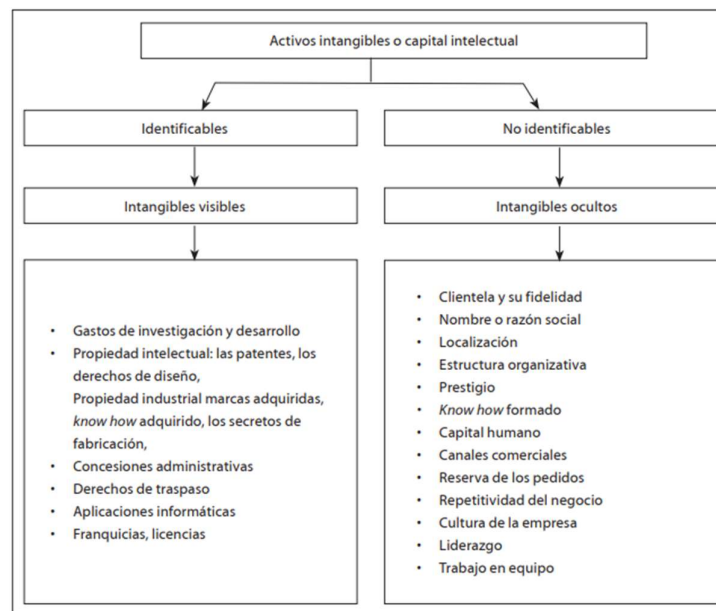 Activos intangibles o capital intelectual
Identificables
No identificables
Intangibles visibles
Intangibles ocultos
• Gastos de investigación y desarrollo
• Propiedad intelectual: las patentes, los
derechos de diseño,
Propiedad industrial marcas adquiridas,
know how adquirido, los secretos de
fabricación,
• Concesiones administrativas
• Derechos de traspaso
• Aplicaciones informáticas
• Franquicias, licencias
• Clientela y su fidelidad
• Nombre o razón social
• Localización
• Estructura organizativa
• Prestigio
• Know how formado
• Capital humano
• Canales comerciales
• Reserva de los pedidos
• Repetitividad del negocio
• Cultura de la empresa
• Liderazgo
• Trabajo en equipo